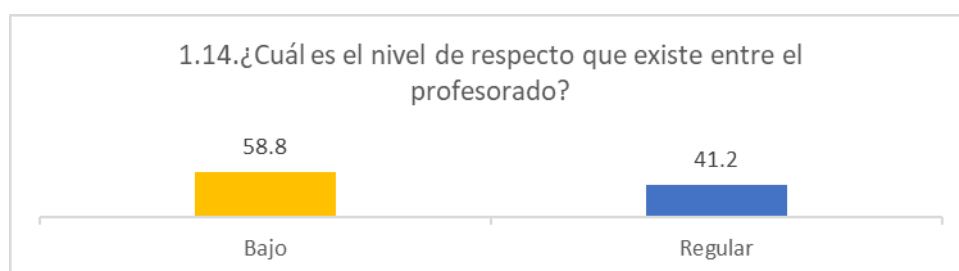 1.14.¿Cuál es el nivel de respecto que existe entre el
profesorado?
58.8
41.2
Bajo
Regular